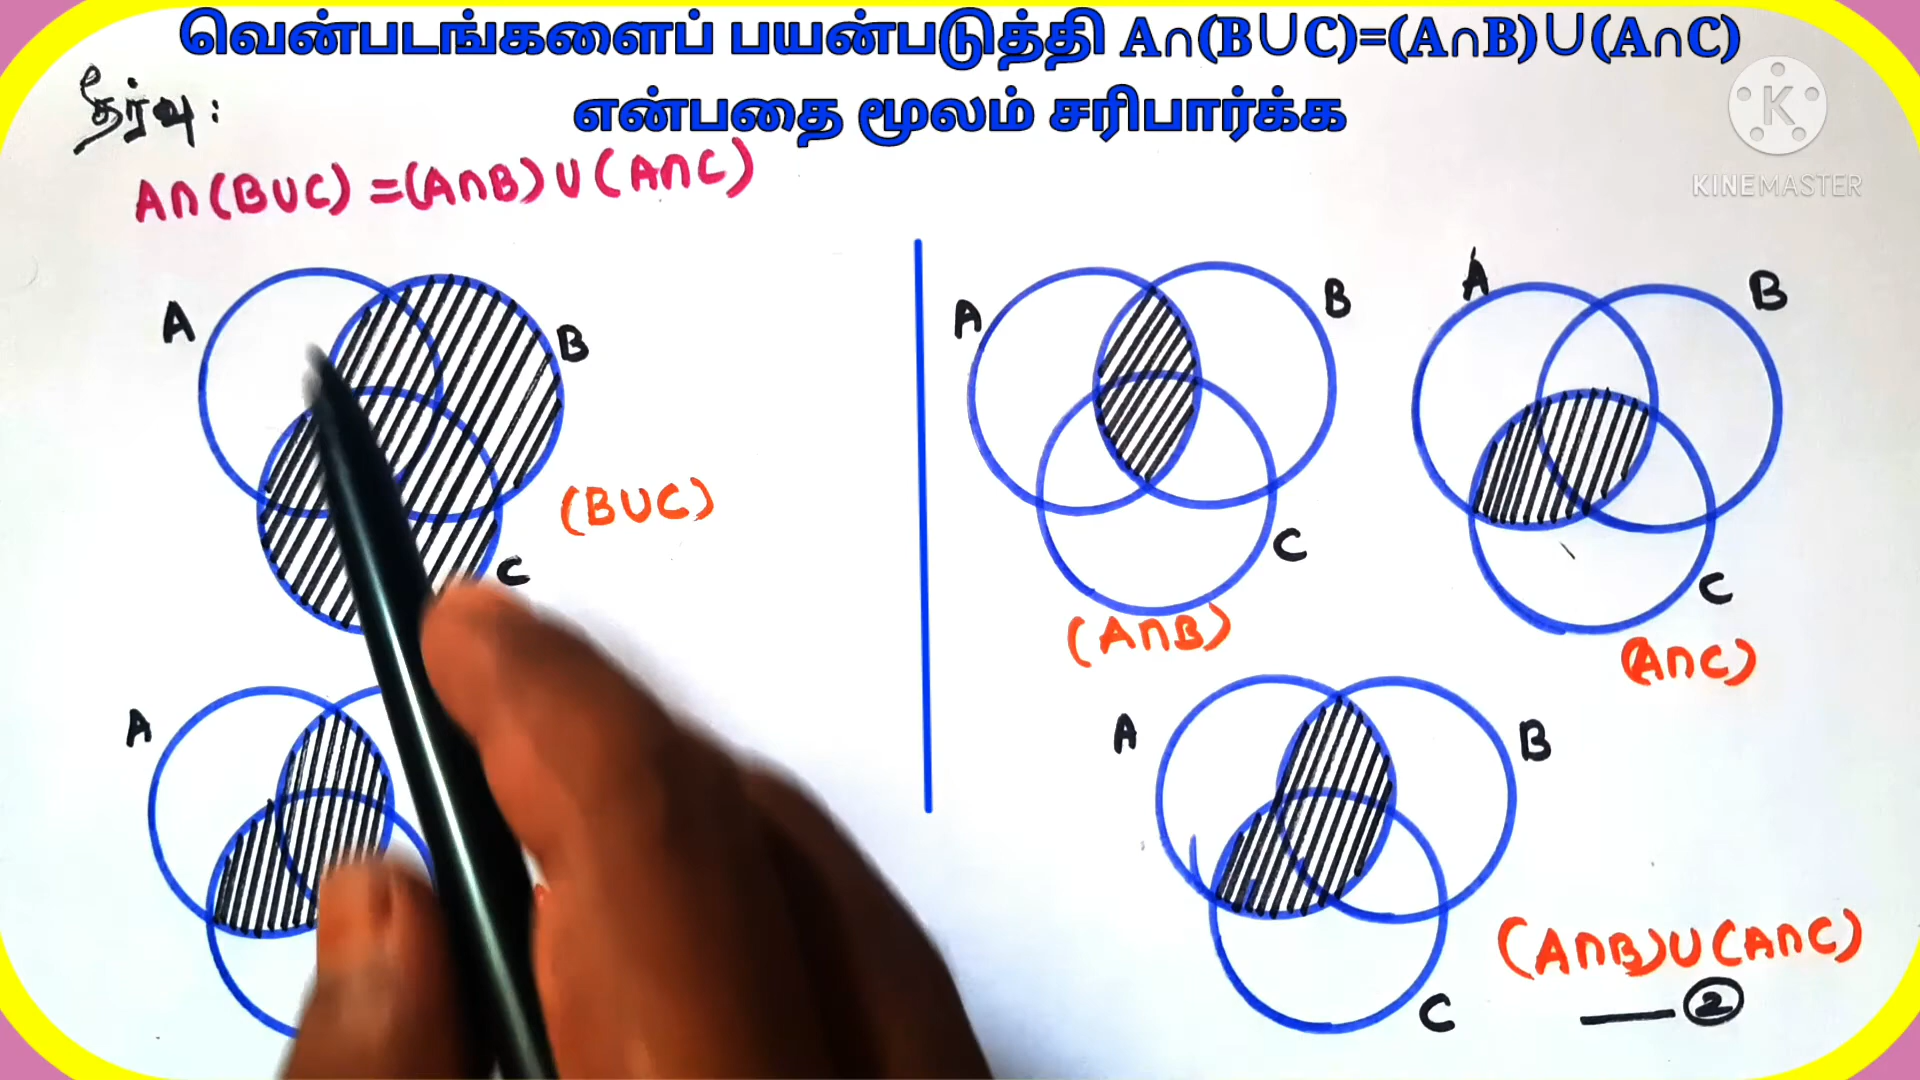 வென்படங்களைப் பயன்படுத்தி A∩(B∪C)=(A∩B)∪(A∩C)
என்பதை மூலம் சரிபார்க்க
தீர்வு :
A∩(B∪C) =(A∩B)∪(A∩C)
KINEMASTER
K
A
B
(B∪C)
C
A
B
C
(A∩B)
A
B
C
(A∩C)
A
A
B
C
(A∩B)∪(A∩C)
— ②